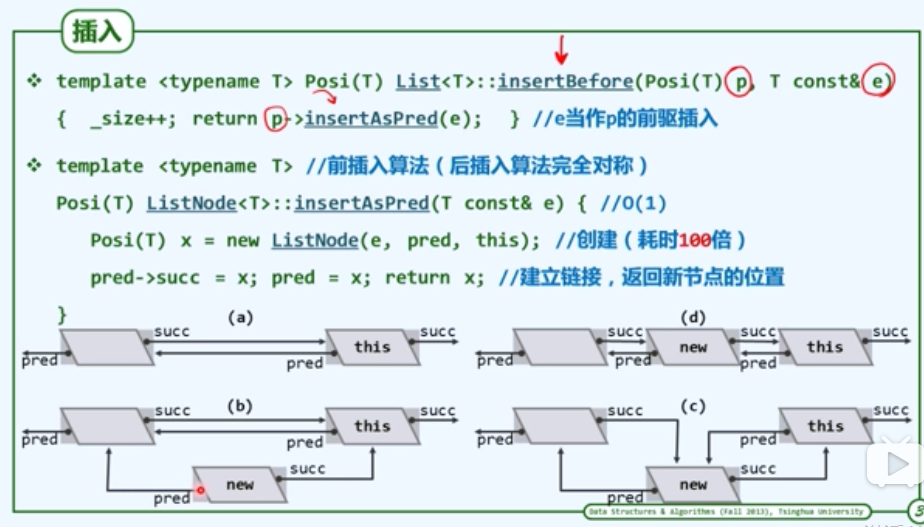 插入
❖ template <typename T> Posi(T) List<T>::insertBefore(Posi(T) p, T const& e)
{ _size++; return p->insertAsPred(e); } //e当作p的前驱插入
❖ template <typename T> //前插入算法（后插入算法完全对称）
Posi(T) ListNode<T>::insertAsPred(T const& e) { //O(1)
Posi(T) x = new ListNode(e, pred, this); //创建（耗时100倍）
pred->succ = x; pred = x; return x; //建立链接，返回新节点的位置
}
(a)
succ
succ
this
pred
pred
(d)
succ
succ
succ
new
this
pred
pred
pred
(b)
succ
succ
this
pred
pred
succ
new
pred
(c)
succ
succ
this
pred
pred
succ
new
pred
Data Structures & Algorithms (Fall 2013), Tsinghua University